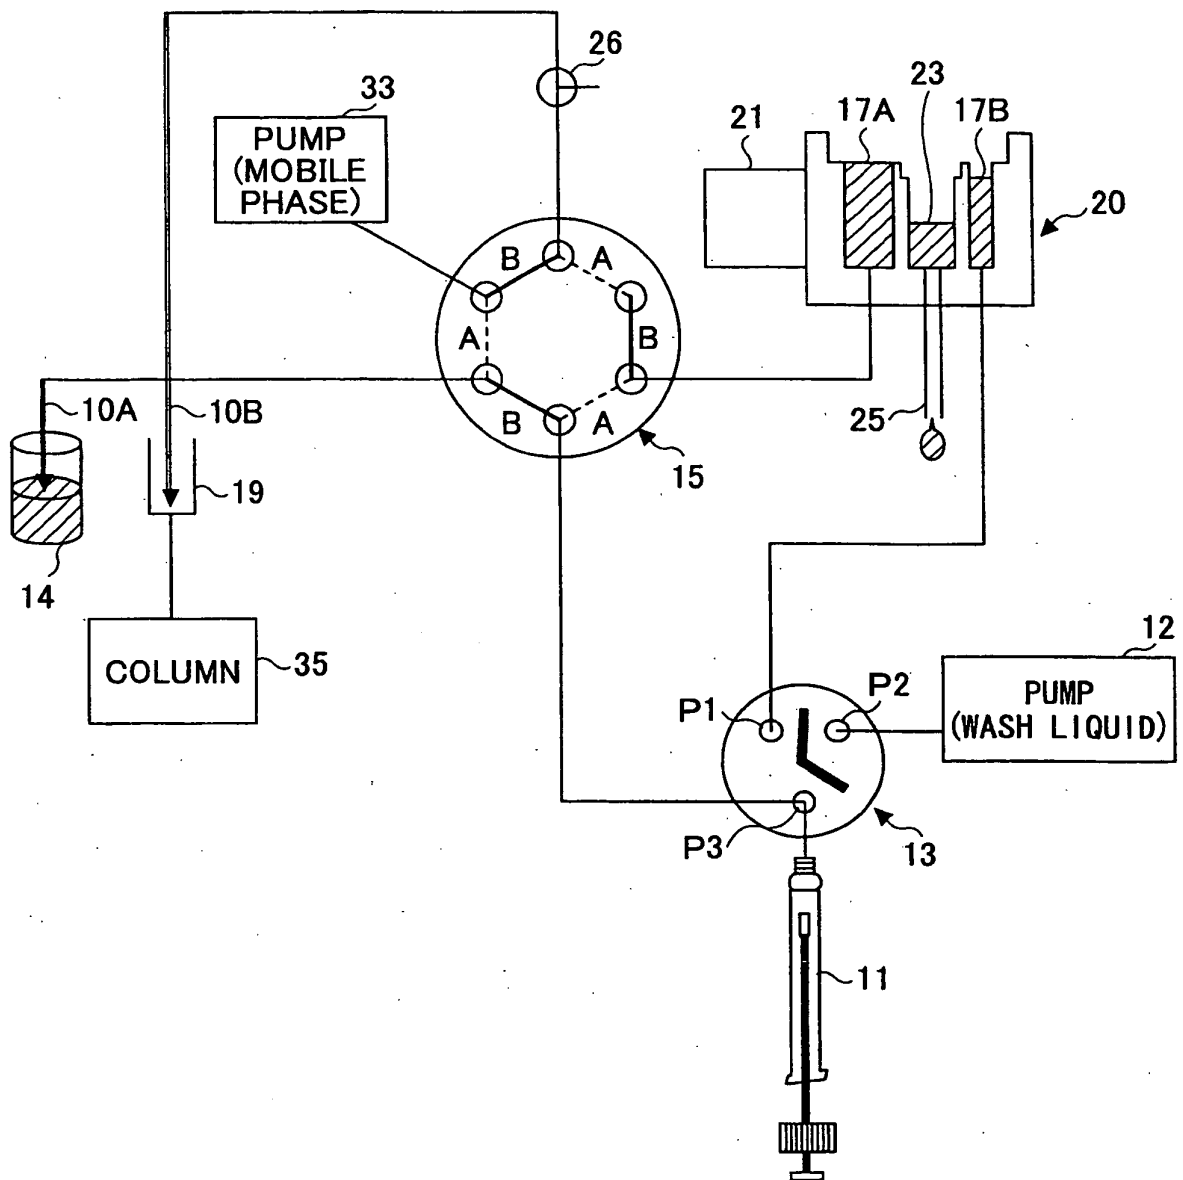 26
33
PUMP
(MOBILE
PHASE)
21
17A
23
17B
20
B
A
A
B
B
A
15
10A
10B
19
25
14
COLUMN
35
12
PUMP
(WASH LIQUID)
P1
P2
P3
13
11